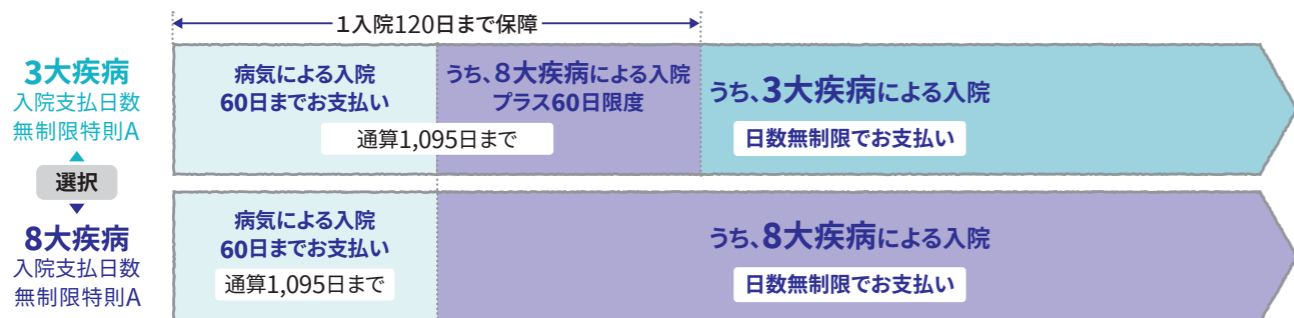 1入院120日まで保障
3大疾病
入院支払日数
無制限特則A
病気による入院
60日までお支払い
うち、8大疾病による入院
プラス60日限度
通算1,095日まで
うち、3大疾病による入院
日数無制限でお支払い
選択
8大疾病
入院支払日数
無制限特則A
病気による入院
60日までお支払い
通算1,095日まで
うち、8大疾病による入院
日数無制限でお支払い